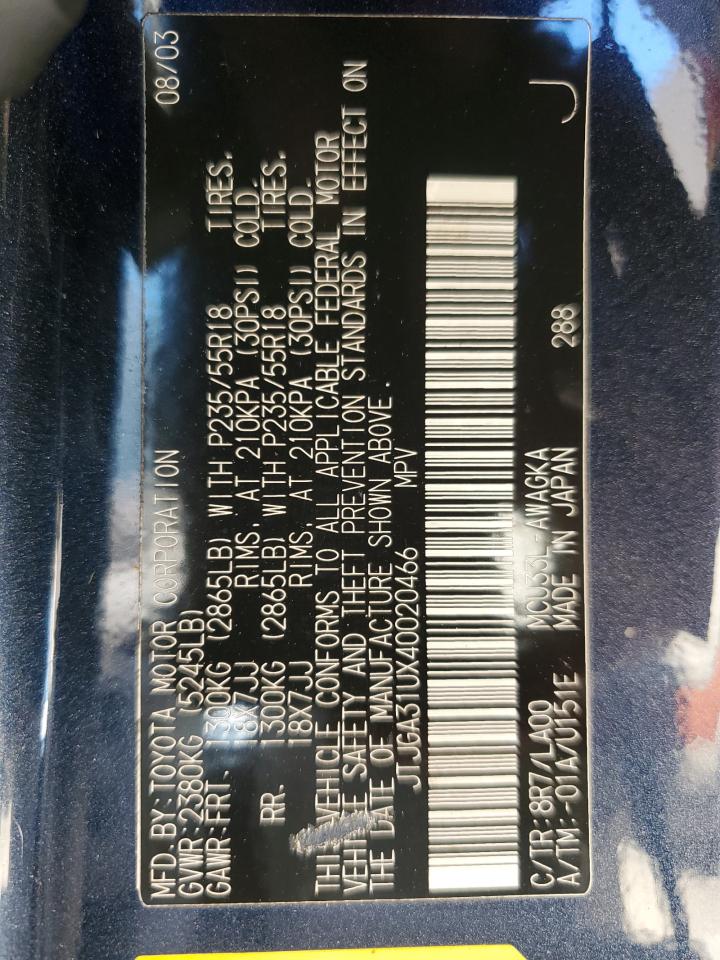 MFD. BY: TOYOTA MOTOR CORPORATION 08/03
GVWR: 2380KG (5245LB)
GAWR: FRT. 1300KG (2865LB) WITH P235/55R18 TIRES,
18X7JJ RIMS, AT 210KPA (30PSI) COLD.
RR. 1300KG (2865LB) WITH P235/55R18 TIRES,
18X7JJ RIMS, AT 210KPA (30PSI) COLD.
THIS VEHICLE CONFORMS TO ALL APPLICABLE FEDERAL MOTOR
VEHICLE SAFETY AND THEFT PREVENTION STANDARDS IN EFFECT ON
THE DATE OF MANUFACTURE SHOWN ABOVE.
JTJGA31UX40020466 MPV
C/TR: 8R7/LA00 MCU33L-AWAGKA
A/TM: -01A/U151E MADE IN JAPAN 288 J